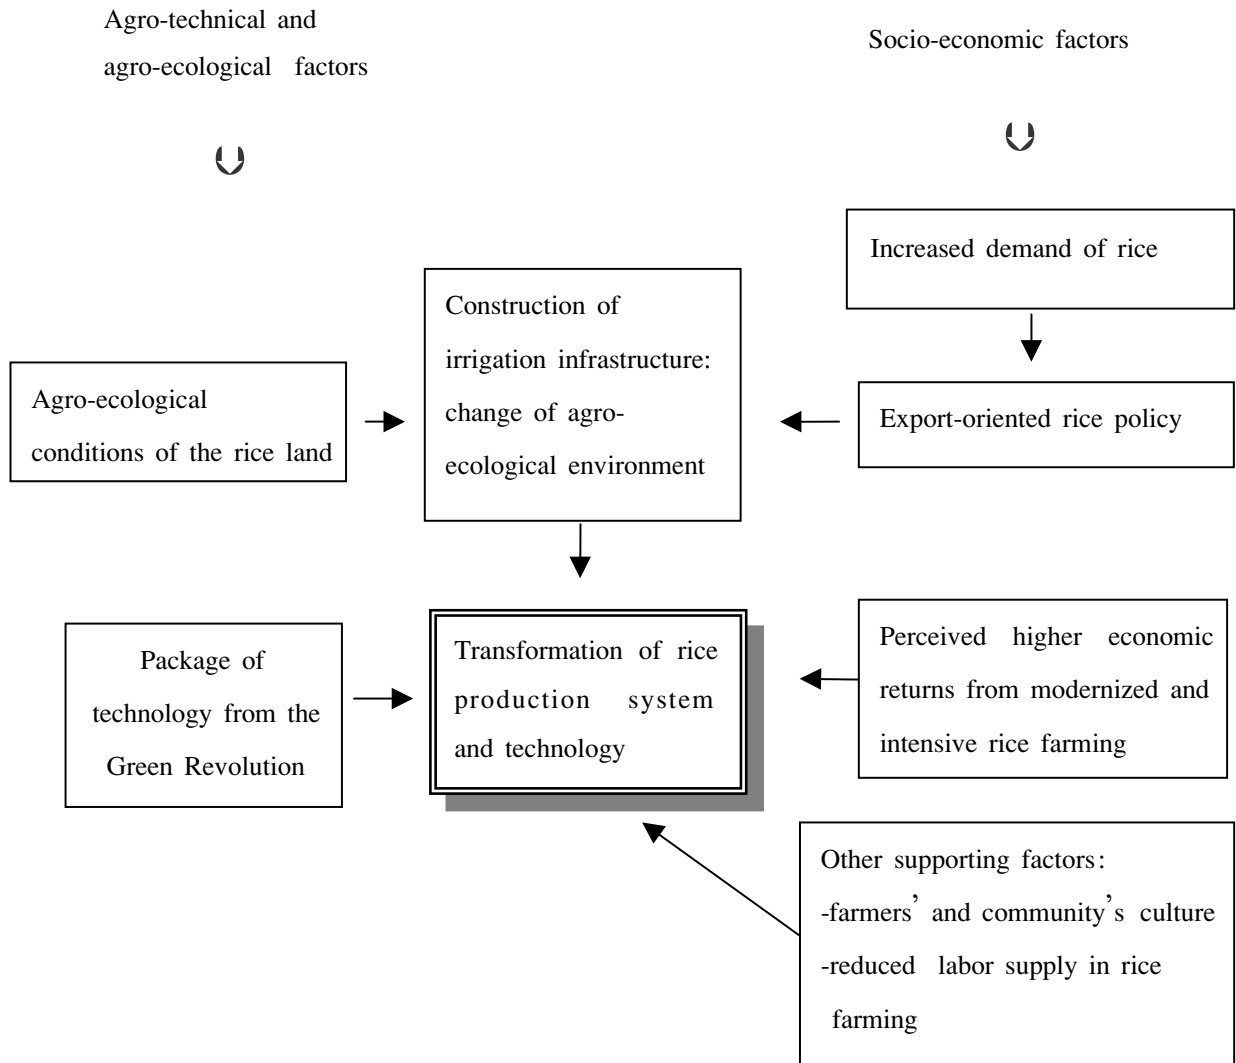 Agro-technical and
agro-ecological factors
Socio-economic factors
Increased demand of rice
Construction of
irrigation infrastructure:
change of agro-
ecological environment
Agro-ecological
conditions of the rice land
Export-oriented rice policy
Package of
technology from the
Green Revolution
Transformation of rice
production system
and technology
Perceived higher economic
returns from modernized and
intensive rice farming
Other supporting factors:
-farmers’ and community’s culture
-reduced labor supply in rice
farming